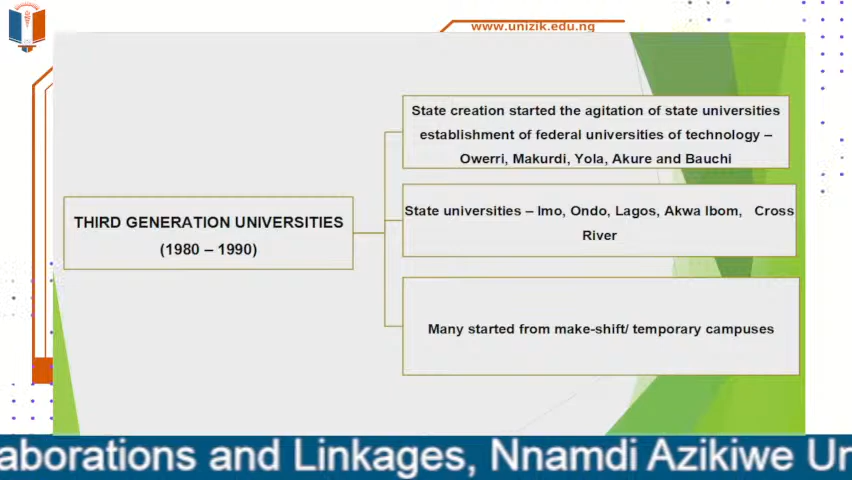 www.unizik.edu.ng
THIRD GENERATION UNIVERSITIES
(1980 – 1990)
State creation started the agitation of state universities
establishment of federal universities of technology –
Owerri, Makurdi, Yola, Akure and Bauchi
State universities – Imo, Ondo, Lagos, Akwa Ibom, Cross
River
Many started from make-shift/ temporary campuses
aborations and Linkages, Nnamdi Azikiwe Un